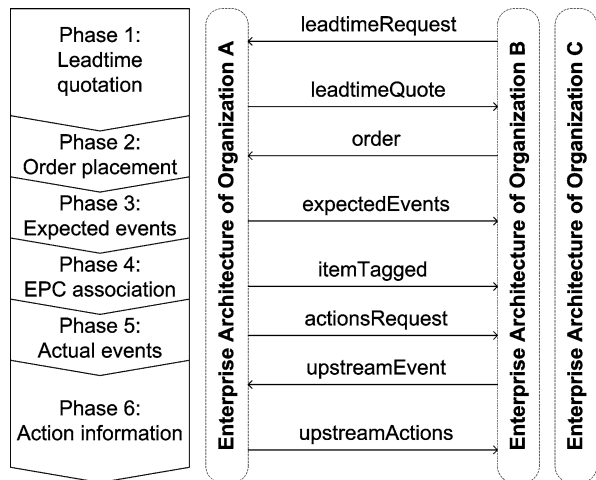 Phase 1:
Leadtime
quotation
Phase 2:
Order placement
Phase 3:
Expected events
Phase 4:
EPC association
Phase 5:
Actual events
Phase 6:
Action information
Enterprise Architecture of Organization A
leadtimeRequest
leadtimeQuote
order
expectedEvents
itemTagged
actionsRequest
upstreamEvent
upstreamActions
Enterprise Architecture of Organization B
Enterprise Architecture of Organization C